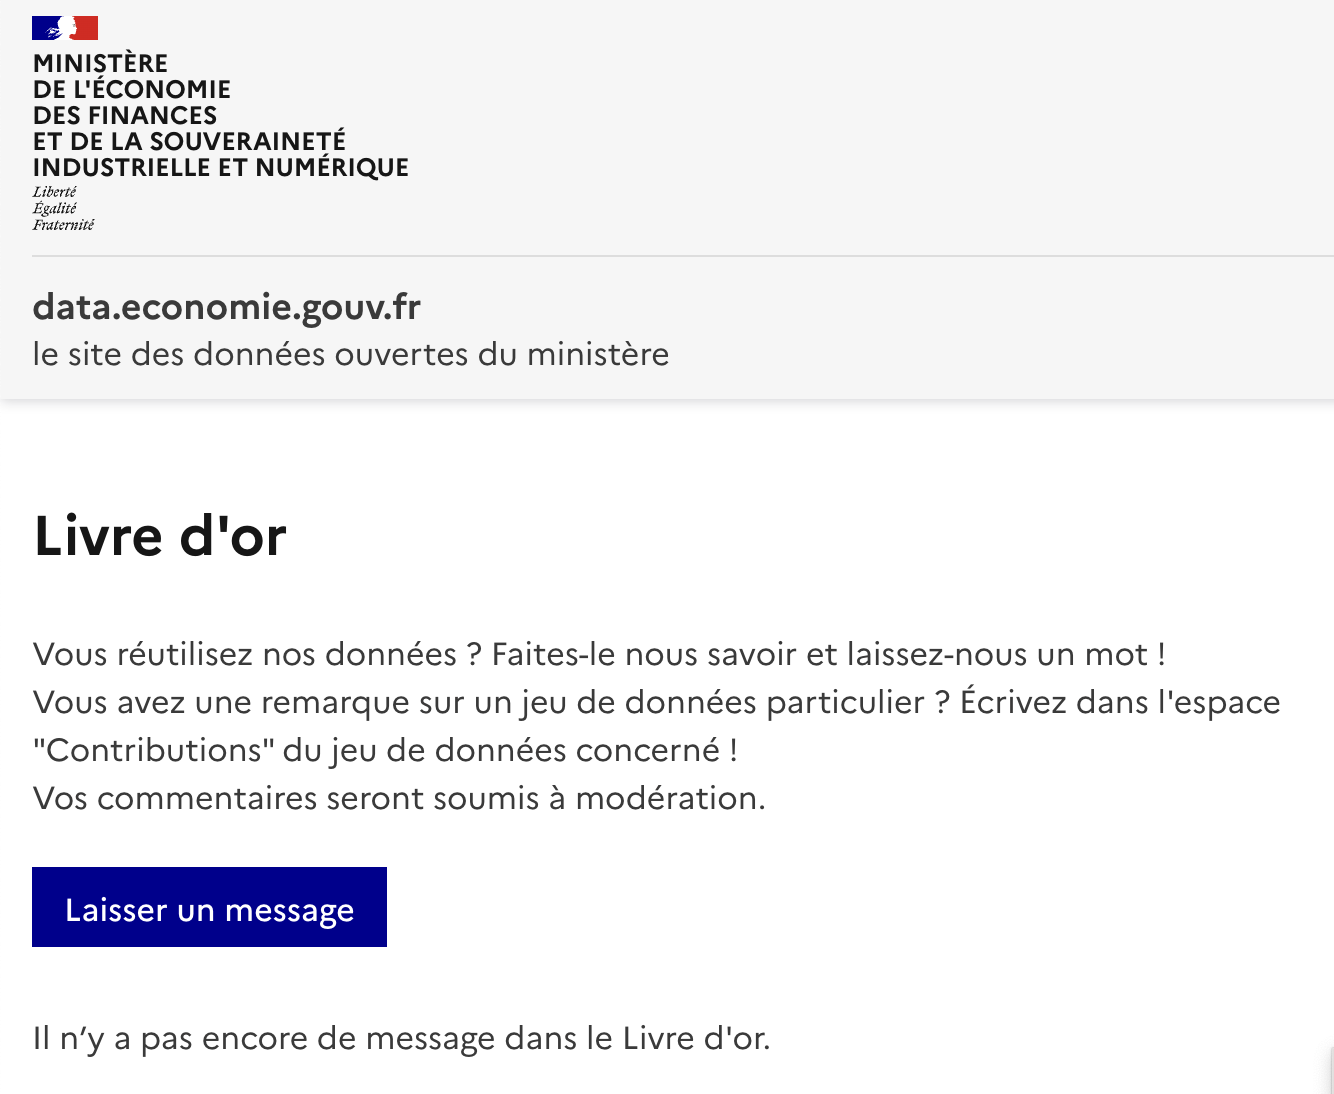 MINISTÈRE
DE L'ÉCONOMIE
DES FINANCES
ET DE LA SOUVERAINETÉ
INDUSTRIELLE ET NUMÉRIQUE
Liberté
Égalité
Fraternité
data.economie.gouv.fr
le site des données ouvertes du ministère
Livre d'or
Vous réutilisez nos données ? Faites-le nous savoir et laissez-nous un mot !
Vous avez une remarque sur un jeu de données particulier ? Écrivez dans l'espace
"Contributions" du jeu de données concerné !
Vos commentaires seront soumis à modération.
Laisser un message
Il n’y a pas encore de message dans le Livre d'or.